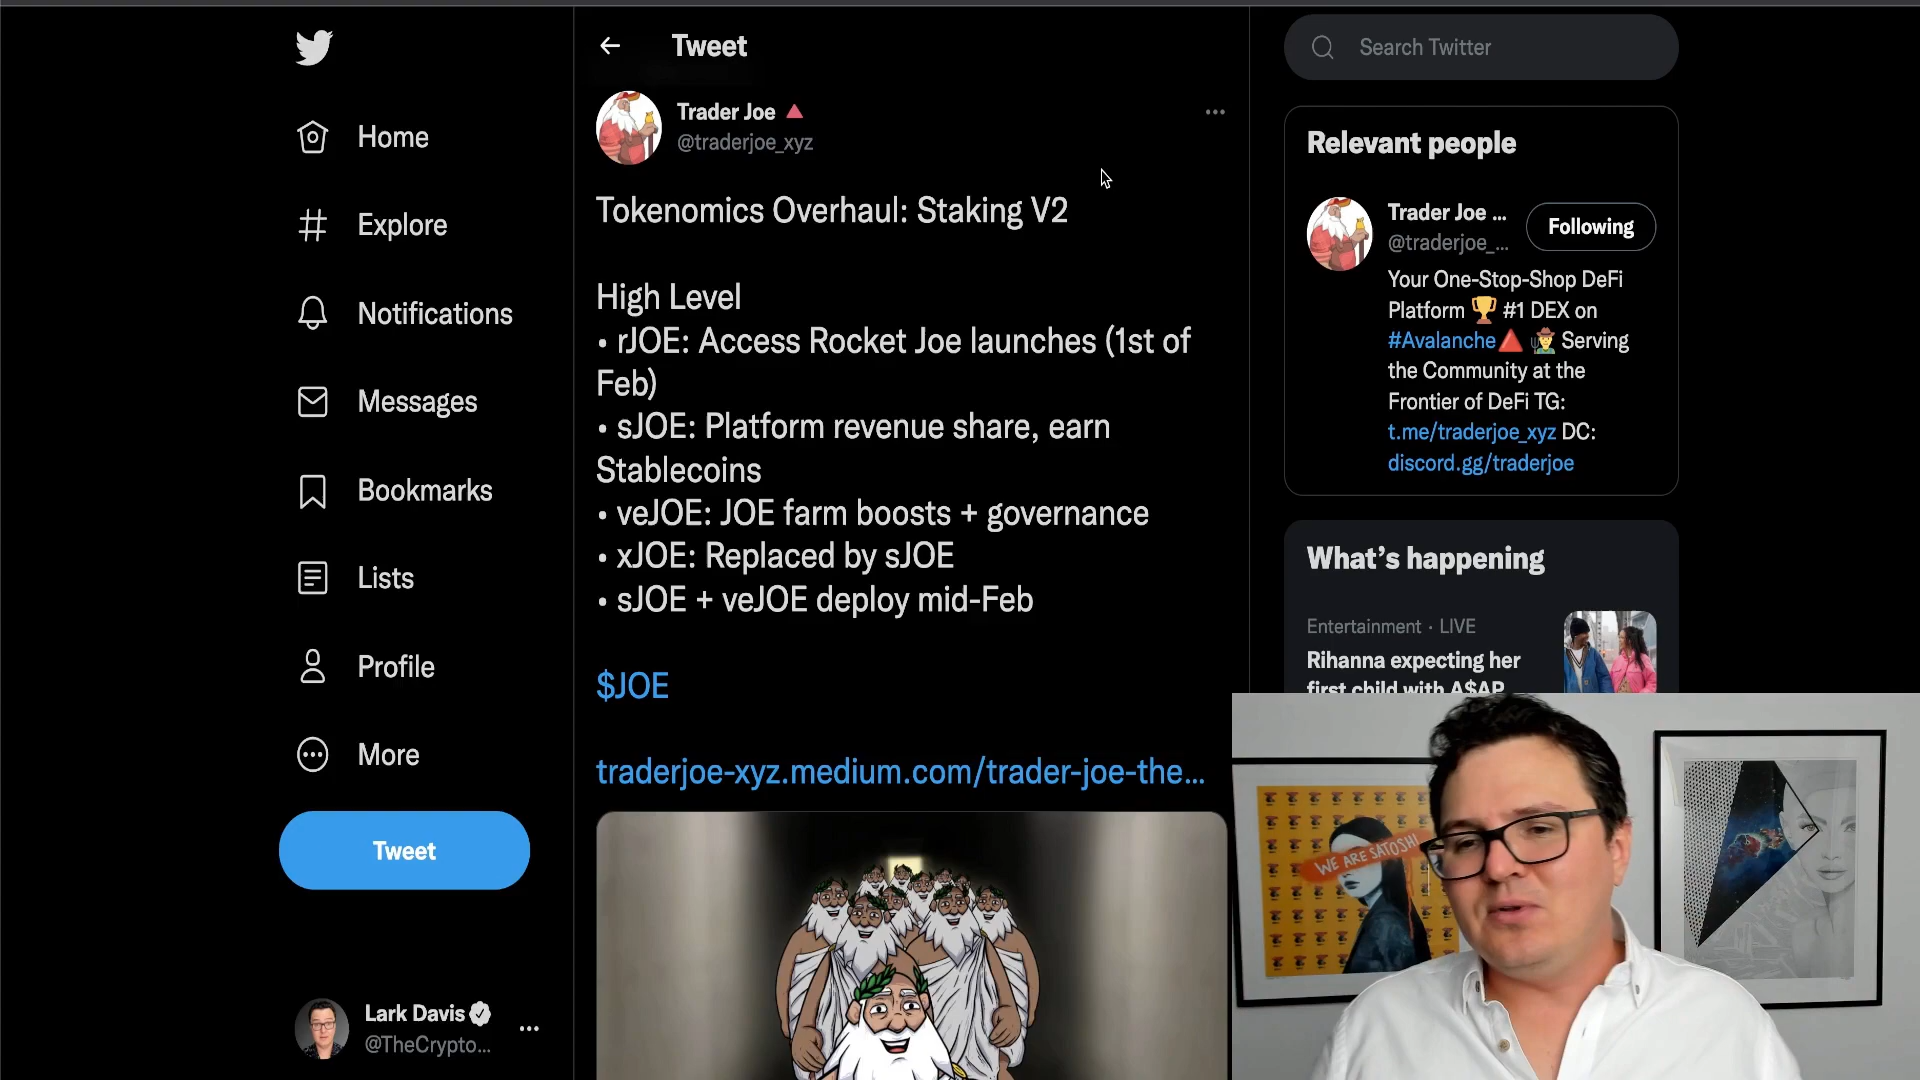 Home
Explore
Notifications
Messages
Bookmarks
Lists
Profile
More
Tweet
Lark Davis
@TheCrypto...
Tweet
Trader Joe
@traderjoe_xyz
Tokenomics Overhaul: Staking V2
High Level
• rJOE: Access Rocket Joe launches (1st of
Feb)
• sJOE: Platform revenue share, earn
Stablecoins
• veJOE: JOE farm boosts + governance
• xJOE: Replaced by sJOE
• sJOE + veJOE deploy mid-Feb
$JOE
traderjoe-xyz.medium.com/trader-joe-the...
Search Twitter
Relevant people
Trader Joe ...
@traderjoe_...
Following
Your One-Stop-Shop DeFi
Platform 🏆 #1 DEX on
#Avalanche🔺 👨‍🌾 Serving
the Community at the
Frontier of DeFi TG:
t.me/traderjoe_xyz DC:
discord.gg/traderjoe
What's happening
Entertainment · LIVE
Rihanna expecting her
first child with A$AP
WE ARE SATOSHI